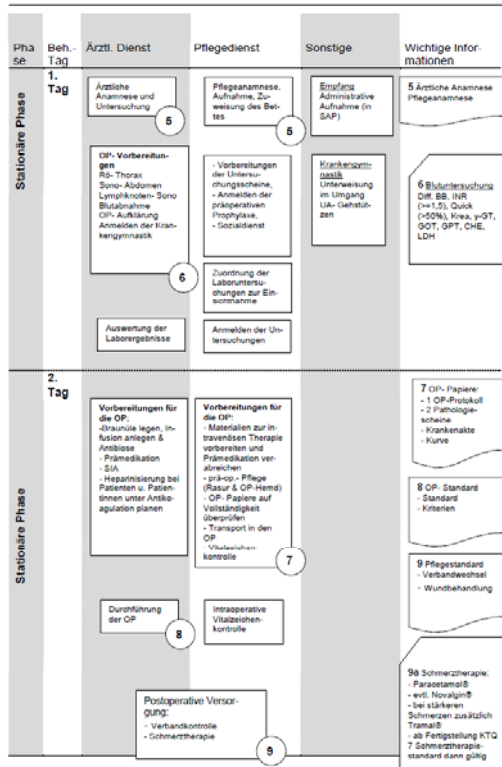 Pha
se
Beh.-
Tag
Ärztl. Dienst
Pflegedienst
Sonstige
Wichtige Infor-
mationen
Stationäre Phase
1.
Tag
Ärztliche
Anamnese und
Untersuchung
5
Pflegeanamnese,
Aufnahme, Zu-
weisung des Bet-
tes
5
Empfang
Administrative
Aufnahme (in
SAP)
5 Ärztliche Anamnese
Pflegeanamnese
OP- Vorbereitun-
gen
Rö- Thorax
Sono- Abdomen
Lymphknoten- Sono
Blutabnahme
OP- Aufklärung
Anmelden der Kran-
kengymnastik
6
- Vorbereitungen
der Untersu-
chungsscheine,
- Anmelden der
präoperativen
Prophylaxe,
- Sozialdienst
Krankengym-
nastik
Unterweisung
im Umgang
UA- Gehstüt-
zen
6 Blutuntersuchung
Diff. BB, INR
(>=1,5), Quick
(>50%), Krea, y-GT,
GOT, GPT, CHE,
LDH
Zuordnung der
Laboruntersu-
chungen zur Ein-
sichtnahme
Auswertung der
Laborergebnisse
Anmelden der Un-
tersuchungen
Stationäre Phase
2.
Tag
Vorbereitungen für
die OP:
-Braunüle legen, In-
fusion anlegen &
Antibiose
- Prämedikation
- SIA
- Heparinisierung bei
Patienten u. Patien-
tinnen unter Antiko-
agulation planen
Vorbereitungen für
die OP:
- Materialien zur in-
travenösen Therapie
vorbereiten und
Prämedikation ver-
abreichen
- prä-op.- Pflege
(Rasur & OP-Hemd)
- OP- Papiere auf
Vollständigkeit
überprüfen
- Transport in den
OP
- Vitalzeichen-
kontrolle
7
7 OP- Papiere:
- 1 OP-Protokoll
- 2 Pathologie-
scheine
- Krankenakte
- Kurve
8 OP- Standard
- Standard
- Kriterien
9 Pflegestandard
- Verbandwechsel
- Wundbehandlung
Durchführung
der OP
8
Intraoperative
Vitalzeichen-
kontrolle
Postoperative Versor-
gung:
- Verbandkontrolle
- Schmerztherapie
9
9a Schmerztherapie:
- Paracetamol®
- evtl. Novalgin®
- bei stärkeren
Schmerzen zusätzlich
Tramal®
- ab Fertigstellung KTQ
7 Schmerztherapie-
standard dann gültig